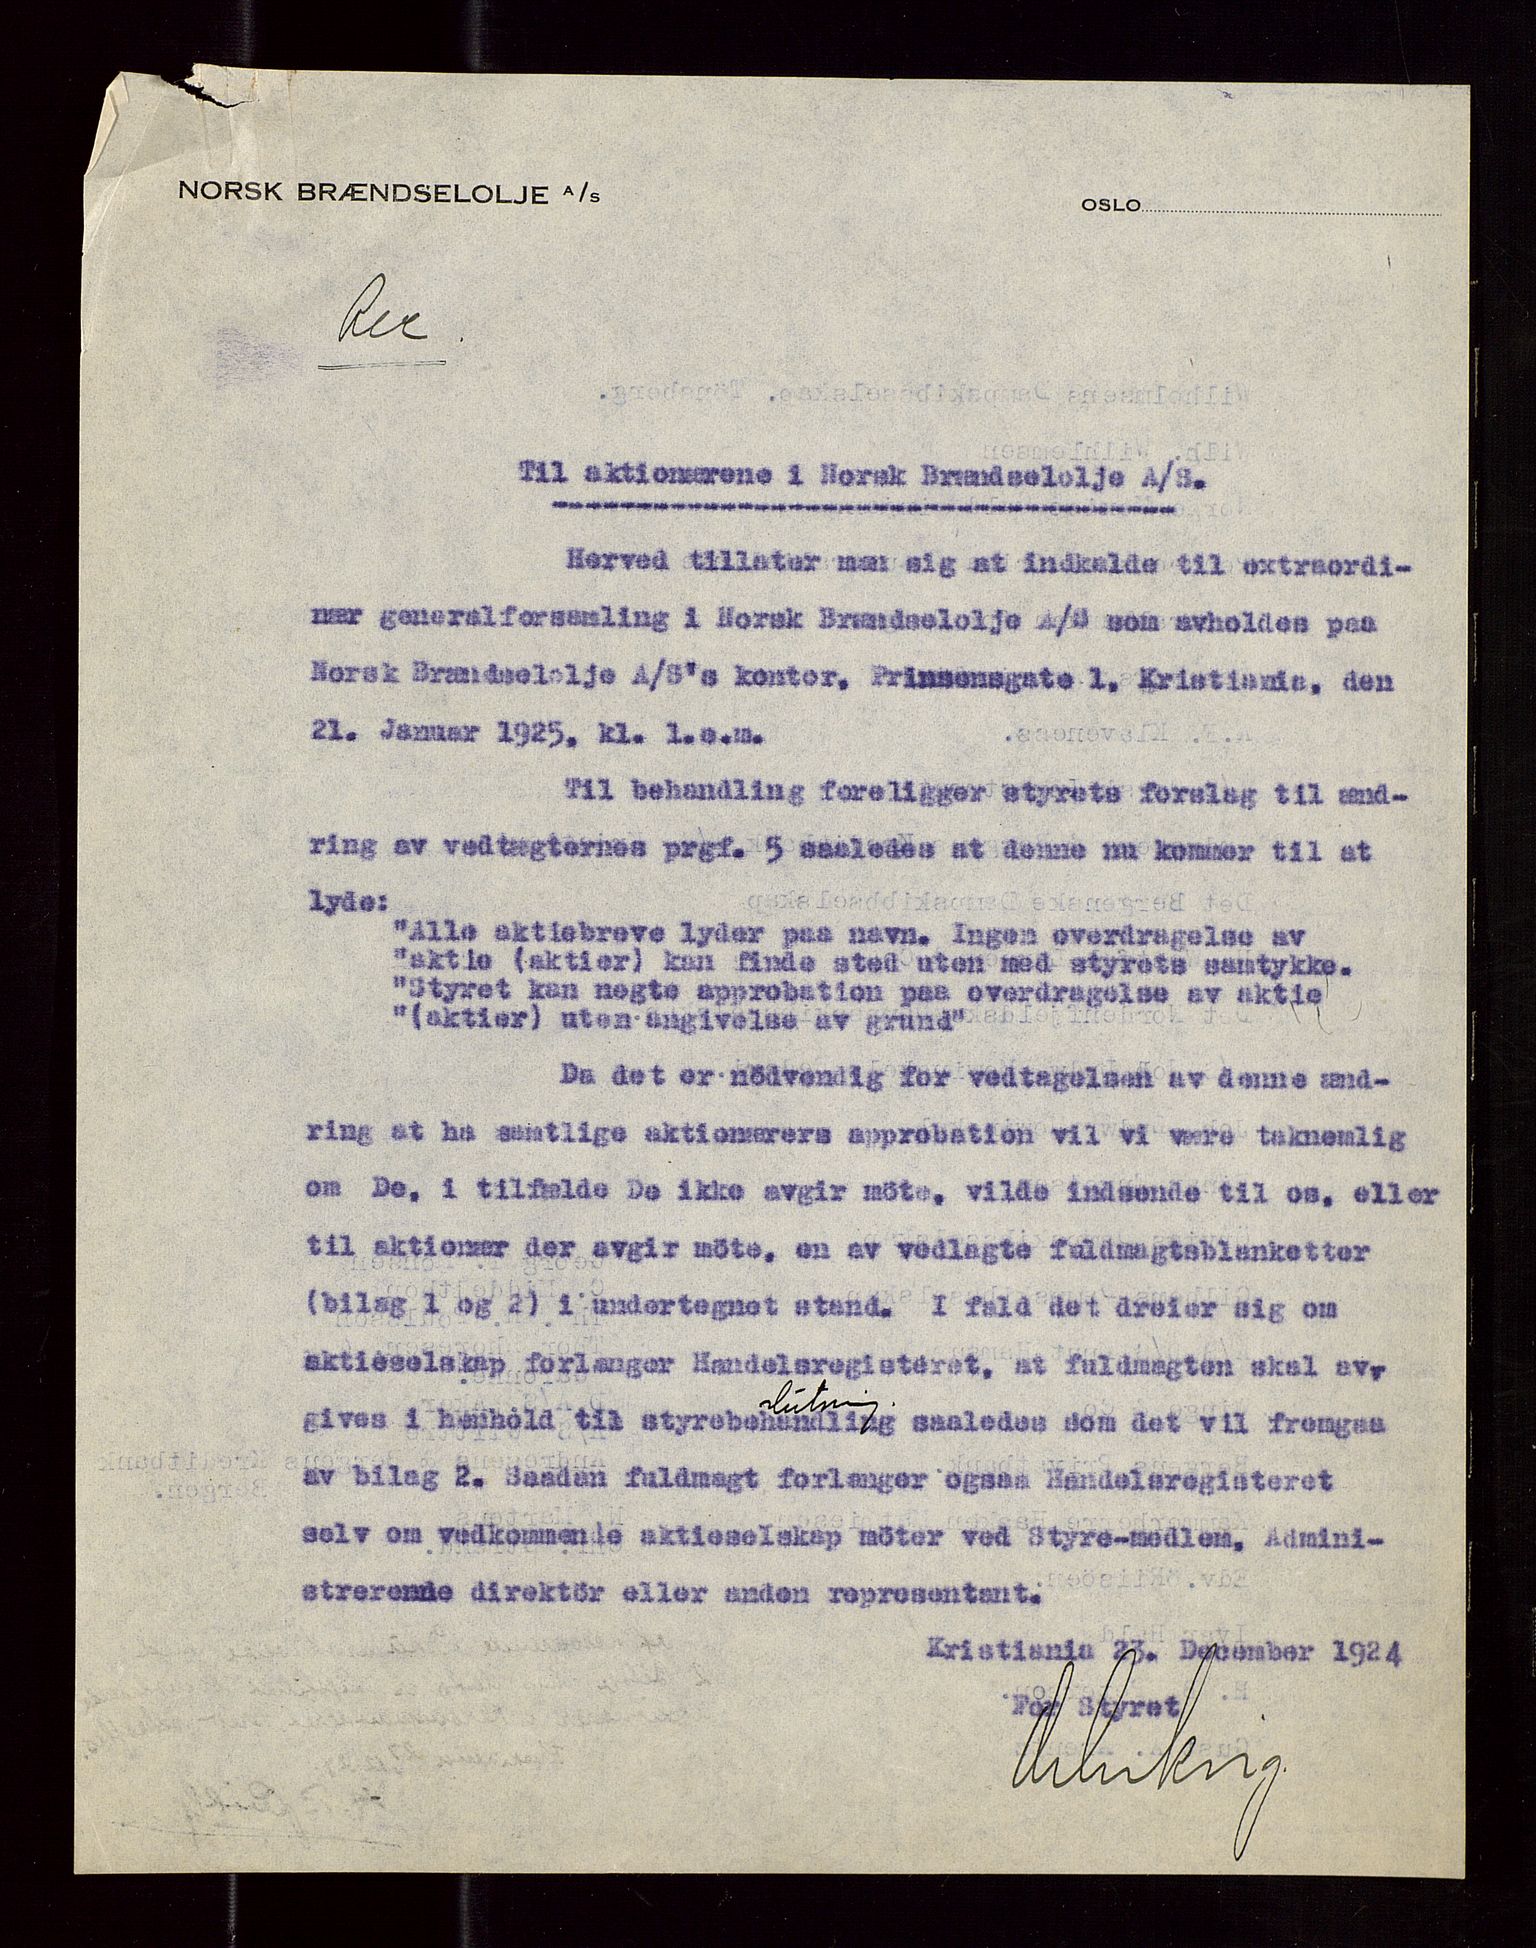 NORSK BRÆNDSELOLJE A/S
OSLO
Rex.
Til aktionærene i Norsk Brændselolje A/S.
Herved tillater man sig at indkalde til extraordi-
nær generalforsamling i Norsk Brændselolje A/S som avholdes paa
Norsk Brændselolje A/S's kontor, Prinsensgate 1, Kristiania, den
21. Januar 1925, kl. 1.e.m.
Til behandling foreligger styrets forslag til ænd-
ring av vedtægternes prgf. 5 saaledes at denne nu kommer til at
lyde:
"Alle aktiebreve lyder paa navn. Ingen overdragelse av
"aktie (aktier) kan finde sted uten med styrets samtykke.
"Styret kan negte approbation paa overdragelse av aktie
"(aktier) uten angivelse av grund"
Da det er nödvendig for vedtagelsen av denne ænd-
ring at ha samtlige aktionærers approbation vil vi være taknemlig
om De, i tilfælde De ikke avgir möte, vilde indsende til os, eller
til aktionær der avgir möte, en av vedlagte fuldmagtsblanketter
(bilag 1 og 2) i undertegnet stand. I fald det dreier sig om
aktieselskap forlanger Handelsregisteret, at fuldmagten skal av-
slutning.
gives i henhold til styrebehandling saaledes som det vil fremgaa
av bilag 2. Saadan fuldmagt forlanger ogsaa Handelsregisteret
selv om vedkommende aktieselskap möter ved Styre-medlem, Admini-
strerende direktör eller anden representant.
Kristiania 23. December 1924
For Styret